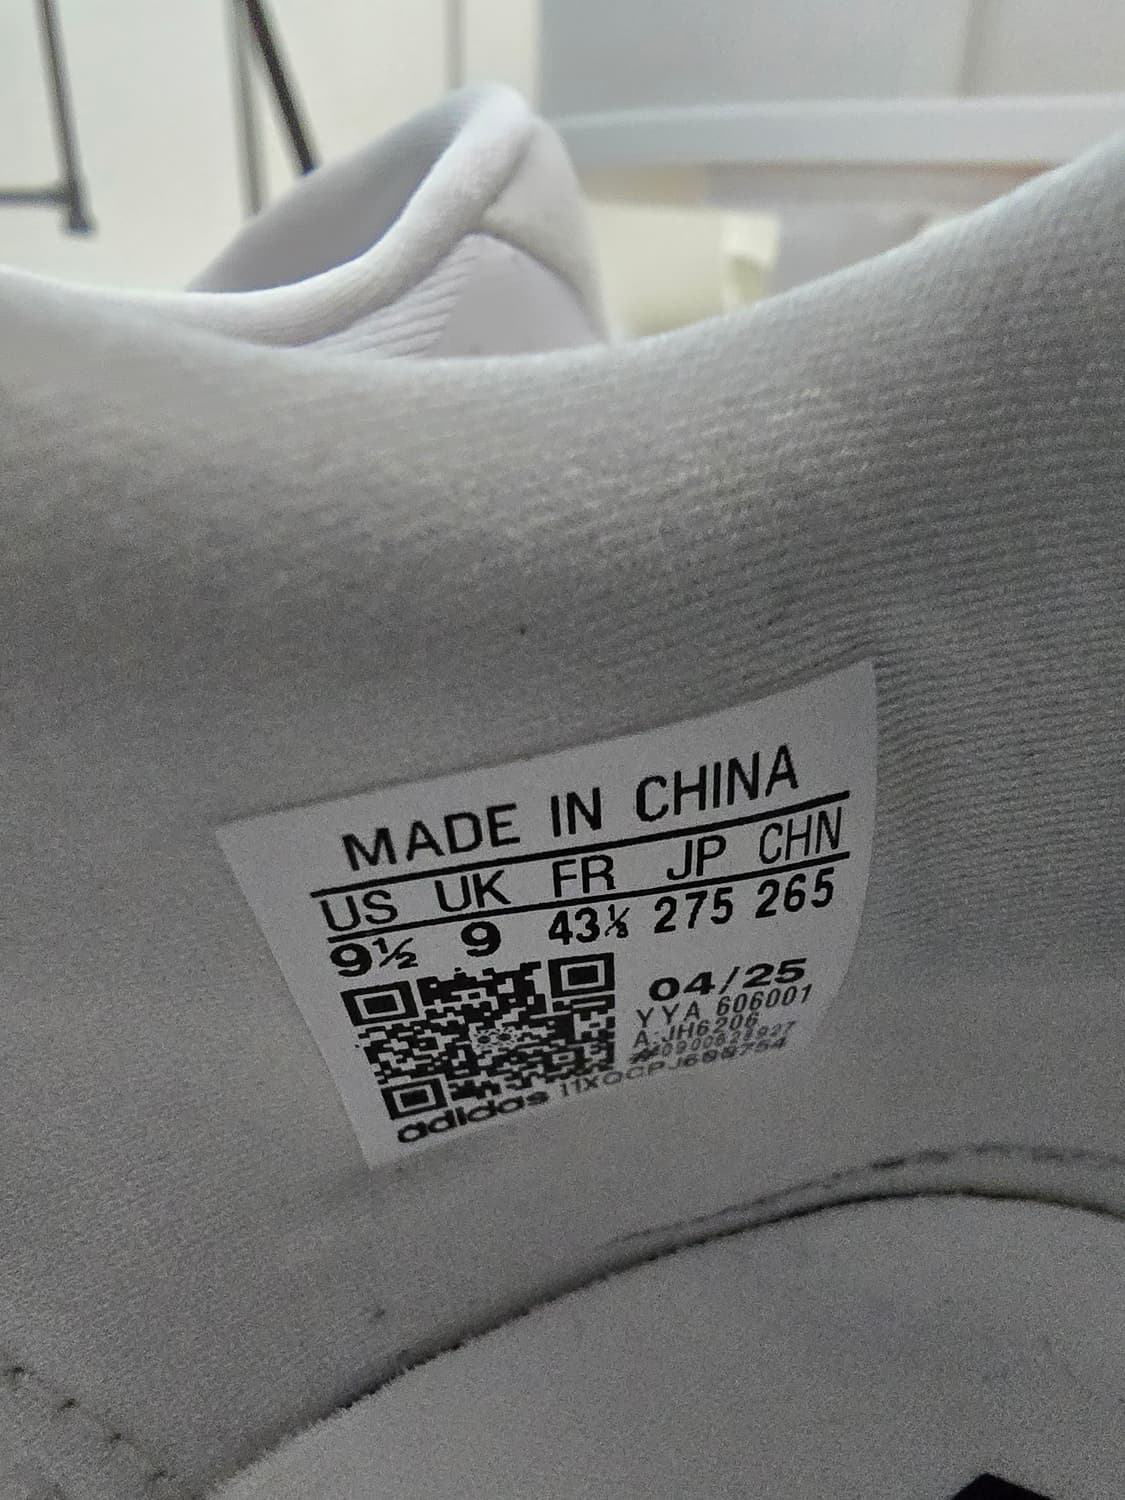 MADE IN CHINA
US UK FR JP CHN
9½ 9 43⅓ 275 265
04/25
YYA 606001
A:JH6206
adidas